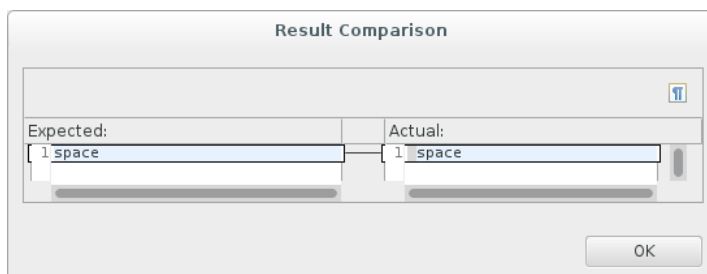 Result Comparison
¶
Expected:
Actual:
1 space
1  space
OK